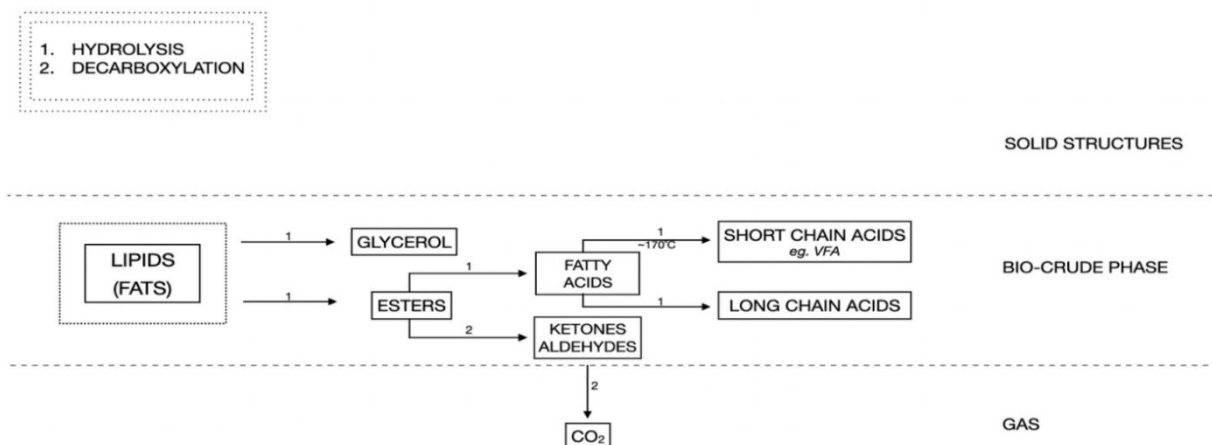 1. HYDROLYSIS
2. DECARBOXYLATION
SOLID STRUCTURES
LIPIDS
(FATS)
1
GLYCEROL
1
ESTERS
1
2
FATTY
ACIDS
KETONES
ALDEHYDES
1
~170°C
SHORT CHAIN ACIDS
eg. VFA
1
LONG CHAIN ACIDS
BIO-CRUDE PHASE
2
CO₂
GAS